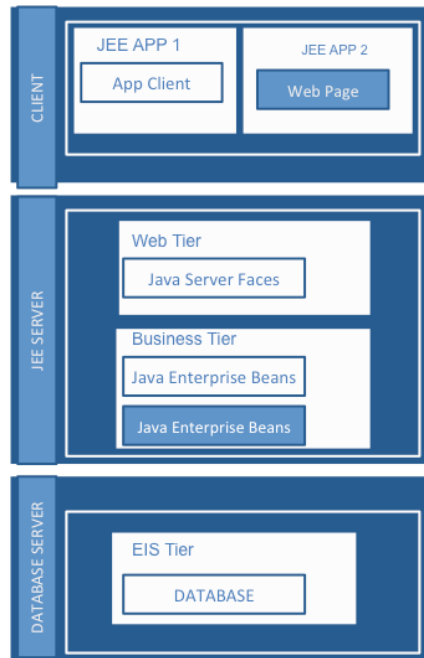 CLIENT
JEE APP 1
App Client
JEE APP 2
Web Page
JEE SERVER
Web Tier
Java Server Faces
Business Tier
Java Enterprise Beans
Java Enterprise Beans
DATABASE SERVER
EIS Tier
DATABASE